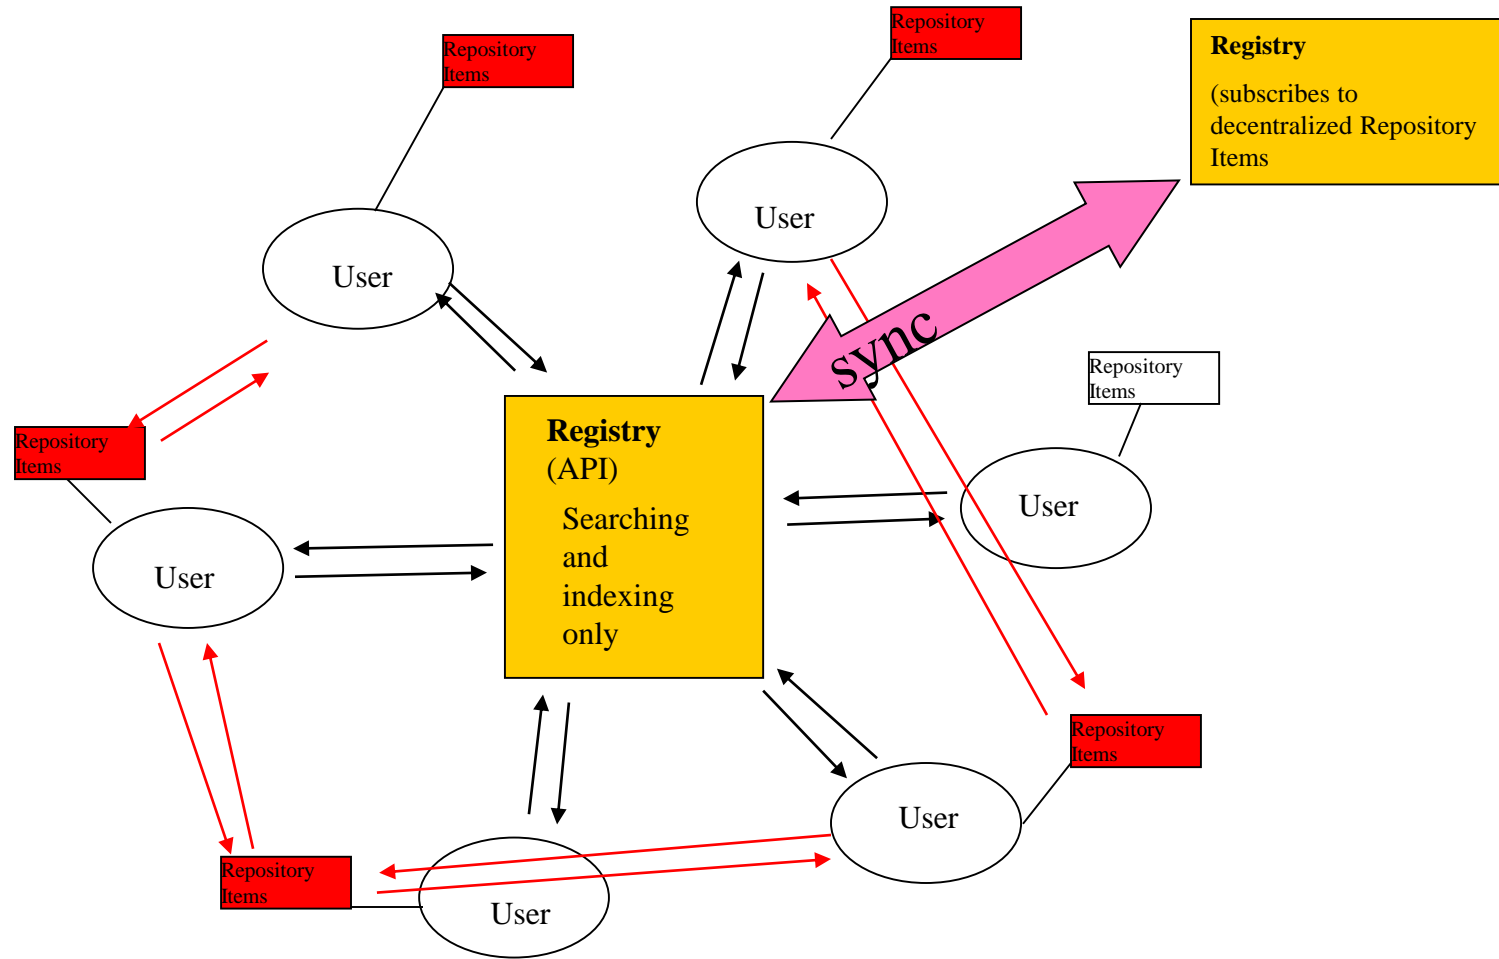 Repository
Items
Repository
Items
Registry
(subscribes to
decentralized Repository
Items
User
User
sync
Repository
Items
Repository
Items
Registry
(API)
Searching
and
indexing
only
User
User
Repository
Items
User
Repository
Items
User